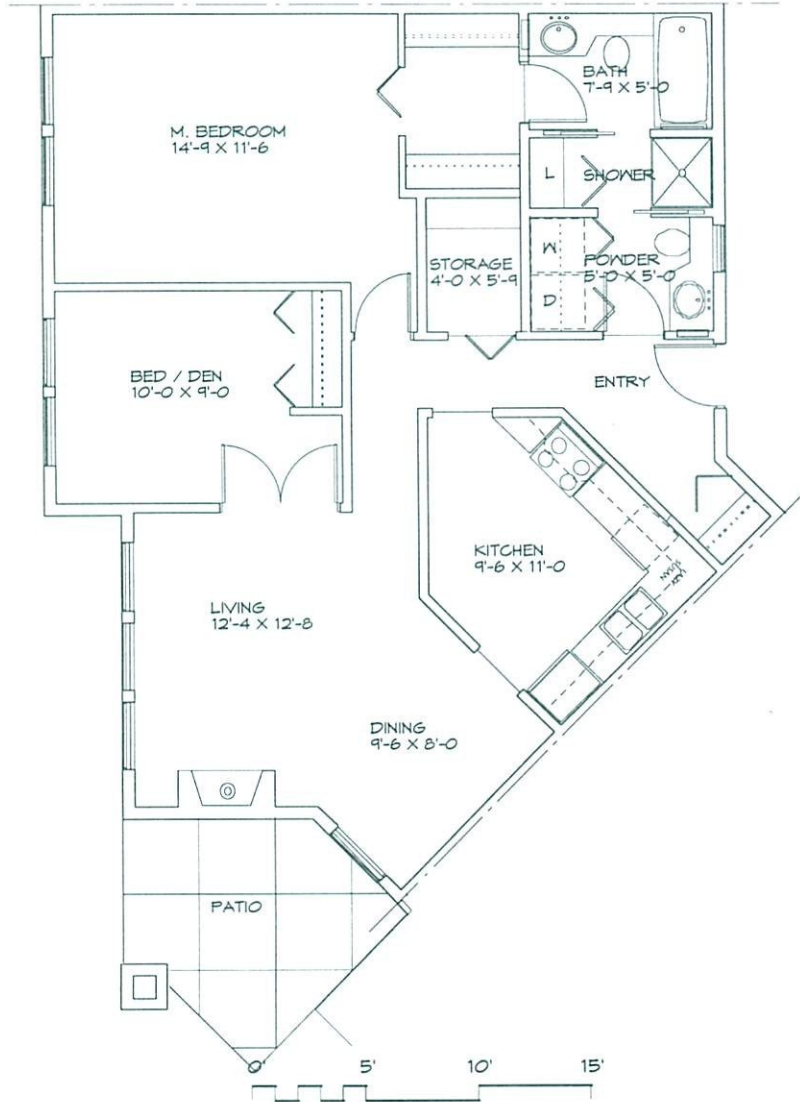 BATH
7'-9 X 5'-0
M. BEDROOM
14'-9 X 11'-6
L
SHOWER
W
STORAGE
4'-0 X 5'-9
POWDER
5'-0 X 5'-0
D
BED / DEN
10'-0 X 9'-0
ENTRY
KITCHEN
9'-6 X 11'-0
LAZY
SUSAN
LIVING
12'-4 X 12'-8
DINING
9'-6 X 8'-0
PATIO
0' 5' 10' 15'